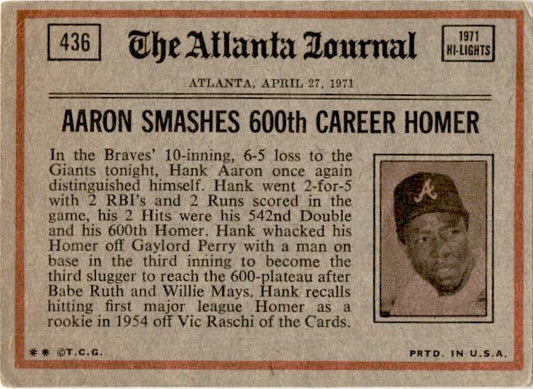 436
The Atlanta Journal
1971
HI-LIGHTS
ATLANTA, APRIL 27, 1971
AARON SMASHES 600th CAREER HOMER
In the Braves' 10-inning, 6-5 loss to the
Giants tonight, Hank Aaron once again
distinguished himself. Hank went 2-for-5
with 2 RBI's and 2 Runs scored in the
game, his 2 Hits were his 542nd Double
and his 600th Homer. Hank whacked his
Homer off Gaylord Perry with a man on
base in the third inning to become the
third slugger to reach the 600-plateau after
Babe Ruth and Willie Mays. Hank recalls
hitting first major league Homer as a
rookie in 1954 off Vic Raschi of the Cards.
A
** ©T.C.G.
PRTD. IN U.S.A.